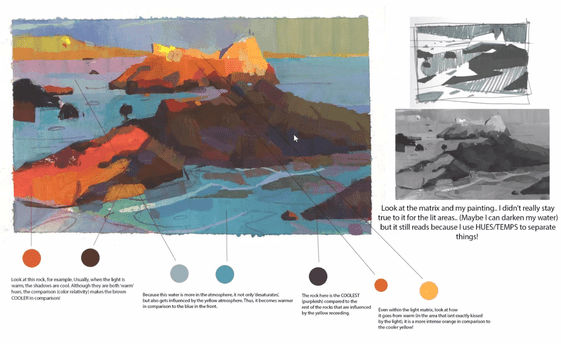 Look at the matrix and my painting.. I didn't really stay
true to it for the lit areas.. (Maybe I can darken my water)
but it still reads because I use HUES/TEMPS to separate
things!
Look at this rock, for example. Usually, when the light is
warm, the shadows are cool. Although they are both 'warm'
hues, the comparison (color relativity) makes the brown
COOLER in comparison!
Because this water is more in the atmosphere, it not only 'desaturates',
but also gets influenced by the yellow atmosphere. Thus, it becomes warmer
in comparison to the blue in the front.
The rock here is the COOLEST
(purpleish) compared to the
rest of the rocks that are influenced
by the yellow receeding.
Even within the light matrix, look at how
it goes from warm (in the area that isnt exactly kissed
by the light), it is a more intense orange in comparison to
the cooler yellow!